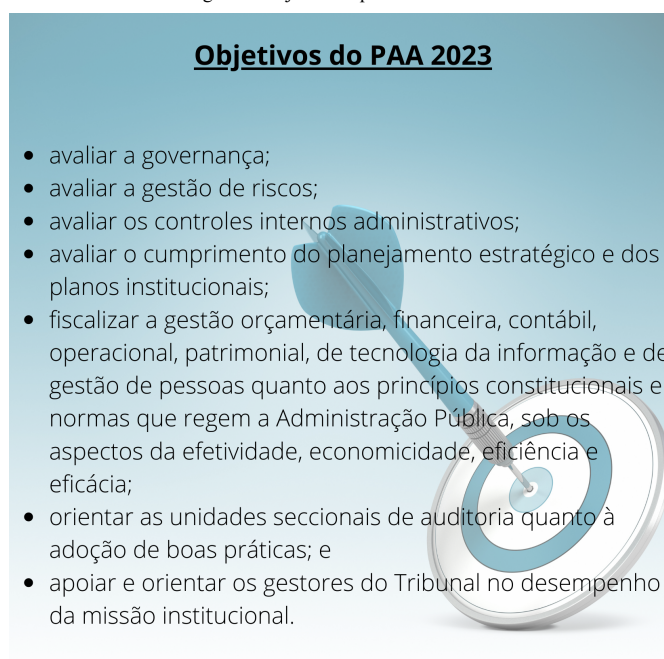 Objetivos do PAA 2023
• avaliar a governança;
• avaliar a gestão de riscos;
• avaliar os controles internos administrativos;
• avaliar o cumprimento do planejamento estratégico e dos
planos institucionais;
• fiscalizar a gestão orçamentária, financeira, contábil,
operacional, patrimonial, de tecnologia da informação e de
gestão de pessoas quanto aos princípios constitucionais e
normas que regem a Administração Pública, sob os
aspectos da efetividade, economicidade, eficiência e
eficácia;
• orientar as unidades seccionais de auditoria quanto à
adoção de boas práticas; e
• apoiar e orientar os gestores do Tribunal no desempenho
da missão institucional.